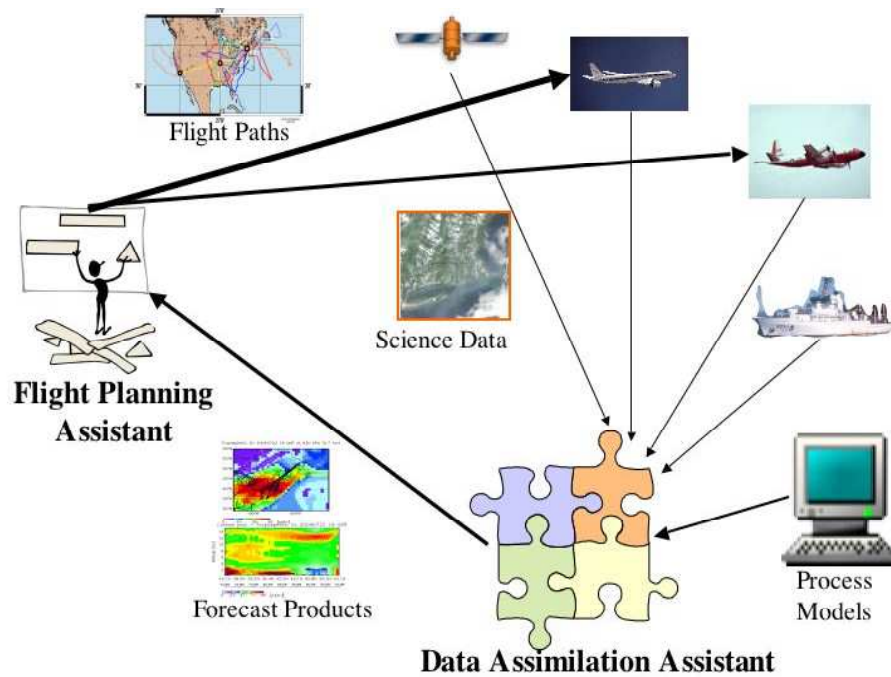 Flight Paths
Science Data
Flight Planning
Assistant
Forecast Products
Process
Models
Data Assimilation Assistant